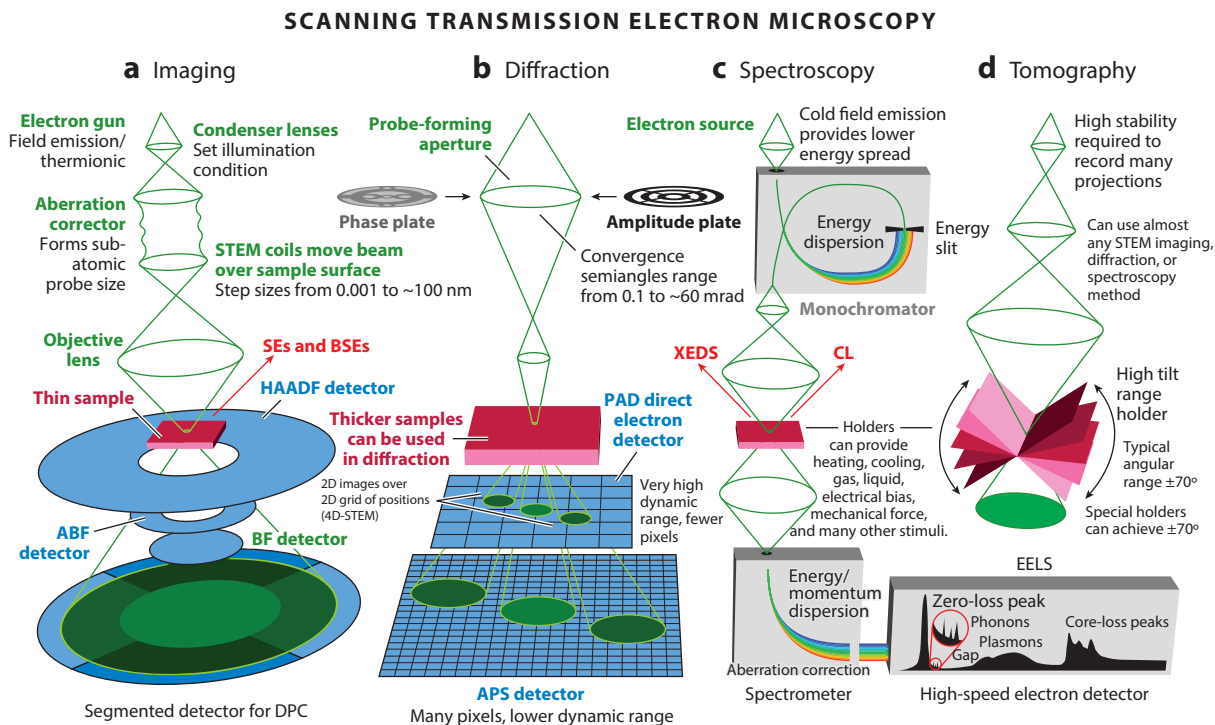 SCANNING TRANSMISSION ELECTRON MICROSCOPY
a Imaging
Electron gun
Field emission/
thermionic
Condenser lenses
Set illumination
condition
Aberration
corrector
Forms sub-
atomic
probe size
STEM coils move beam
over sample surface
Step sizes from 0.001 to ~100 nm
Objective
lens
SEs and BSEs
HAADF detector
Thin sample
ABF
detector
BF detector
Segmented detector for DPC
b Diffraction
Probe-forming
aperture
Phase plate
Amplitude plate
Convergence
semiangles range
from 0.1 to ~60 mrad
Thicker samples
can be used
in diffraction
PAD direct
electron
detector
2D images over
2D grid of positions
(4D-STEM)
Very high
dynamic
range, fewer
pixels
APS detector
Many pixels, lower dynamic range
c Spectroscopy
Electron source
Cold field emission
provides lower
energy spread
Energy
dispersion
Energy
slit
Monochromator
XEDS
CL
Holders
can provide
heating, cooling,
gas, liquid,
electrical bias,
mechanical force,
and many other stimuli.
Energy/
momentum
dispersion
Aberration correction
Spectrometer
EELS
Zero-loss peak
Phonons
Plasmons
Gap
Core-loss peaks
High-speed electron detector
d Tomography
High stability
required to
record many
projections
Can use almost
any STEM imaging,
diffraction, or
spectroscopy
method
High tilt
range
holder
Typical
angular
range ±70º
Special holders
can achieve ±70º